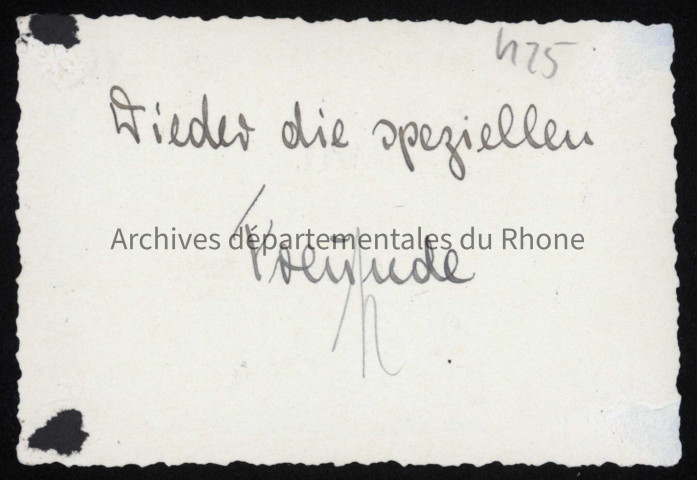 425
Wieder die speziellen
Archives départementales du Rhone
Freunde